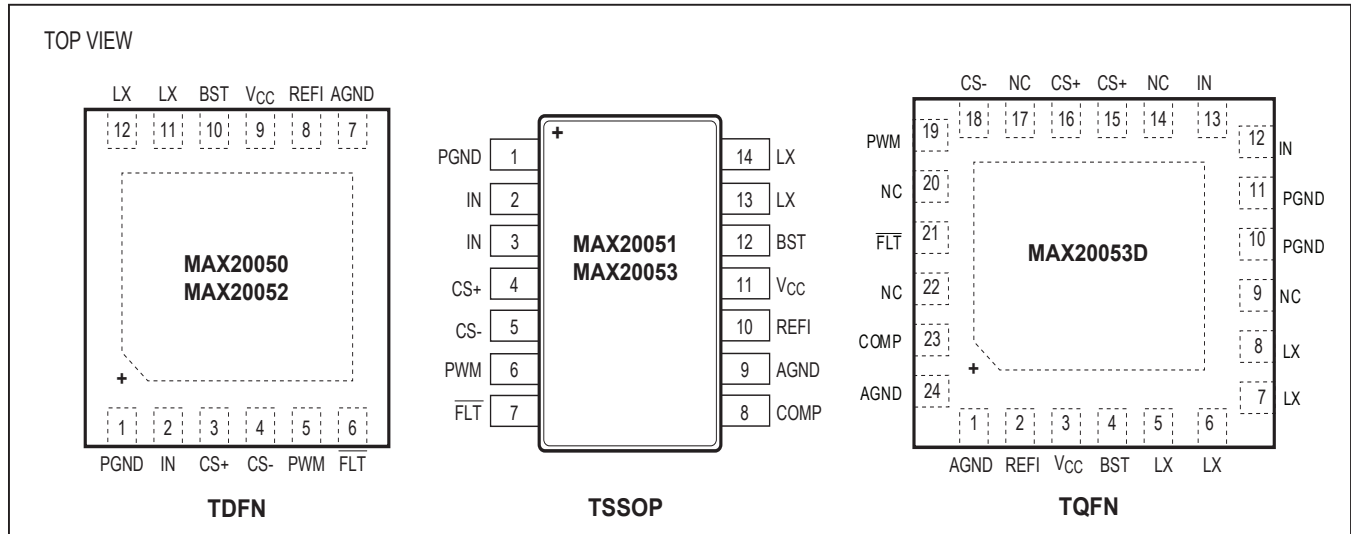 TOP VIEW
LX LX BST VCC REFI AGND
12 11 10 9 8 7
MAX20050
MAX20052
+
1 2 3 4 5 6
PGND IN CS+ CS- PWM FLT
TDFN
+
PGND 1 14 LX
IN 2 13 LX
IN 3 12 BST
CS+ 4 11 VCC
CS- 5 10 REFI
PWM 6 9 AGND
FLT 7 8 COMP
MAX20051
MAX20053
TSSOP
CS- NC CS+ CS+ NC IN
18 17 16 15 14 13
PWM 19 12 IN
NC 20 11 PGND
FLT 21 10 PGND
NC 22 9 NC
COMP 23 8 LX
AGND 24 7 LX
MAX20053D
+
1 2 3 4 5 6
AGND REFI VCC BST LX LX
TQFN